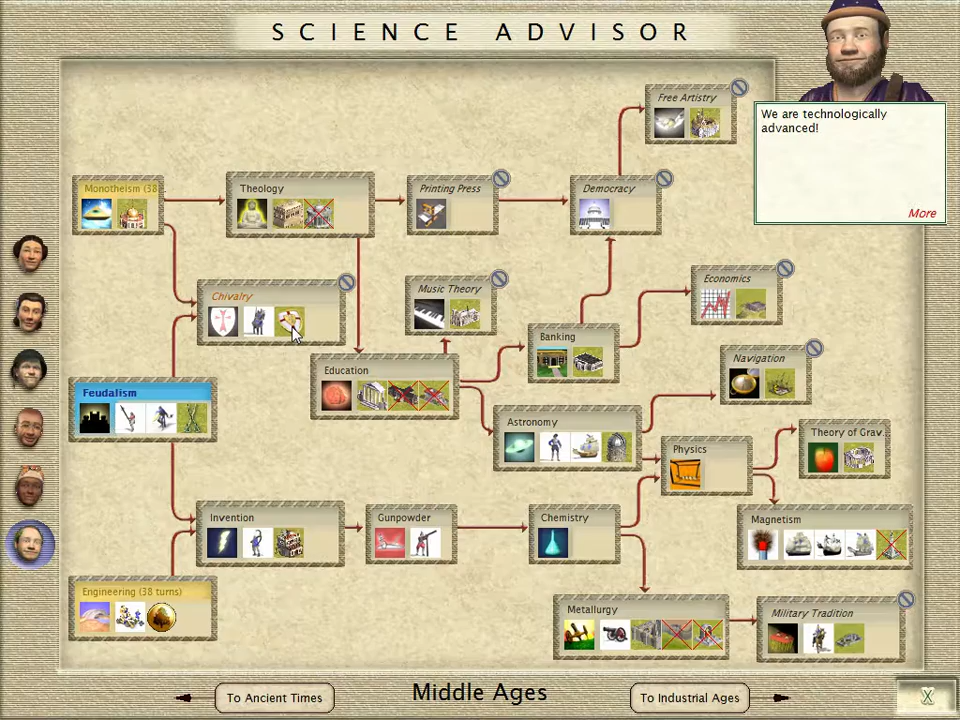 SCIENCE ADVISOR
We are technologically
advanced!
More
Free Artistry
Monotheism (38
Theology
Printing Press
Democracy
Chivalry
Music Theory
Economics
Banking
Education
Navigation
Feudalism
Astronomy
Physics
Theory of Grav..
Invention
Gunpowder
Chemistry
Magnetism
Engineering (38 turns)
Metallurgy
Military Tradition
To Ancient Times
Middle Ages
To Industrial Ages
X